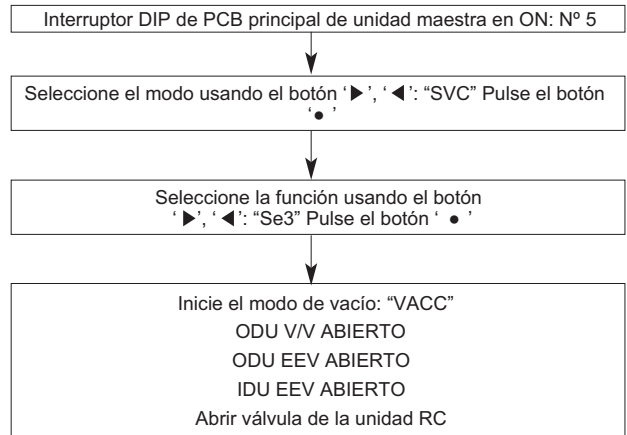 Interruptor DIP de PCB principal de unidad maestra en ON: Nº 5
Seleccione el modo usando el botón ‘▶’, ‘◀’: “SVC” Pulse el botón
‘● ’
Seleccione la función usando el botón
‘ ▶’, ‘ ◀’: “Se3” Pulse el botón ‘ ● ’
Inicie el modo de vacío: “VACC”
ODU V/V ABIERTO
ODU EEV ABIERTO
IDU EEV ABIERTO
Abrir válvula de la unidad RC